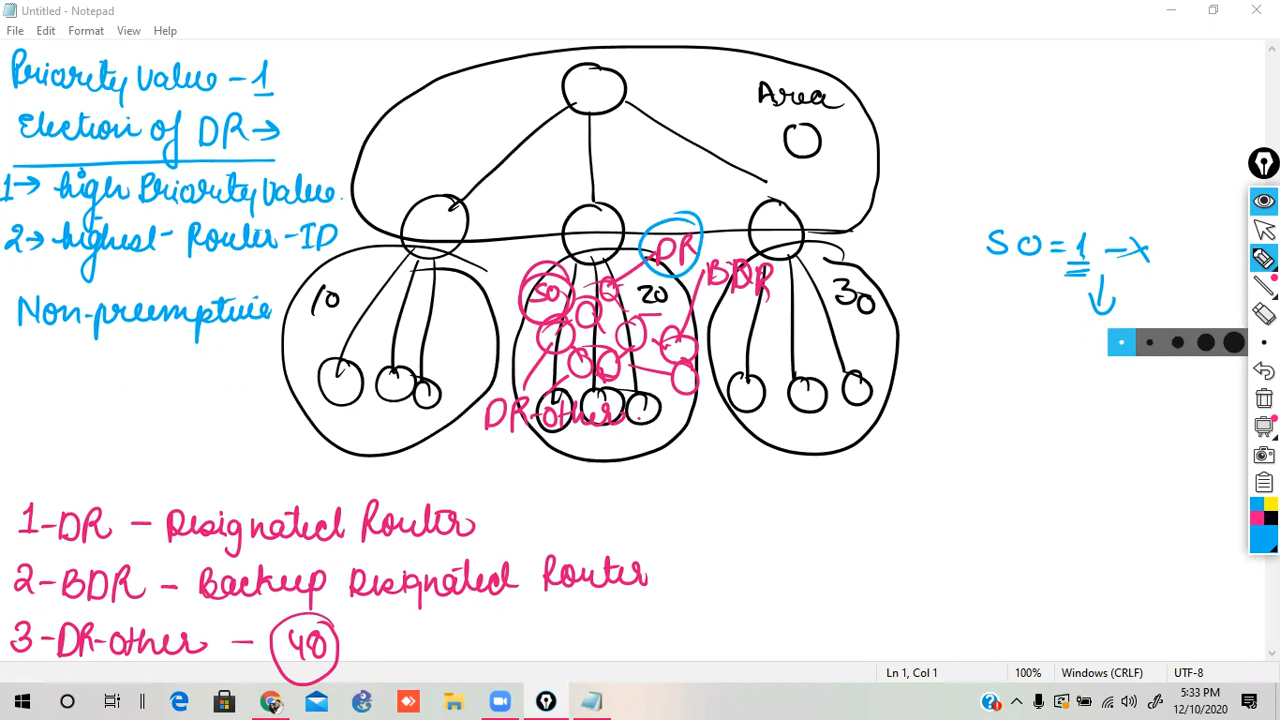 Untitled - Notepad
File Edit Format View Help
Priority Value - 1
Election of DR →
1→ high Priority Value.
2→ highest- Router-ID
Non-preemptive
Area
0
10
50
20
30
DR
BDR
DR-other
50=1-x
1-DR - Designated Router
2-BDR - Backup Designated Router
3-DR-other - 48
Ln 1, Col 1 100% Windows (CRLF) UTF-8
5:33 PM
12/10/2020